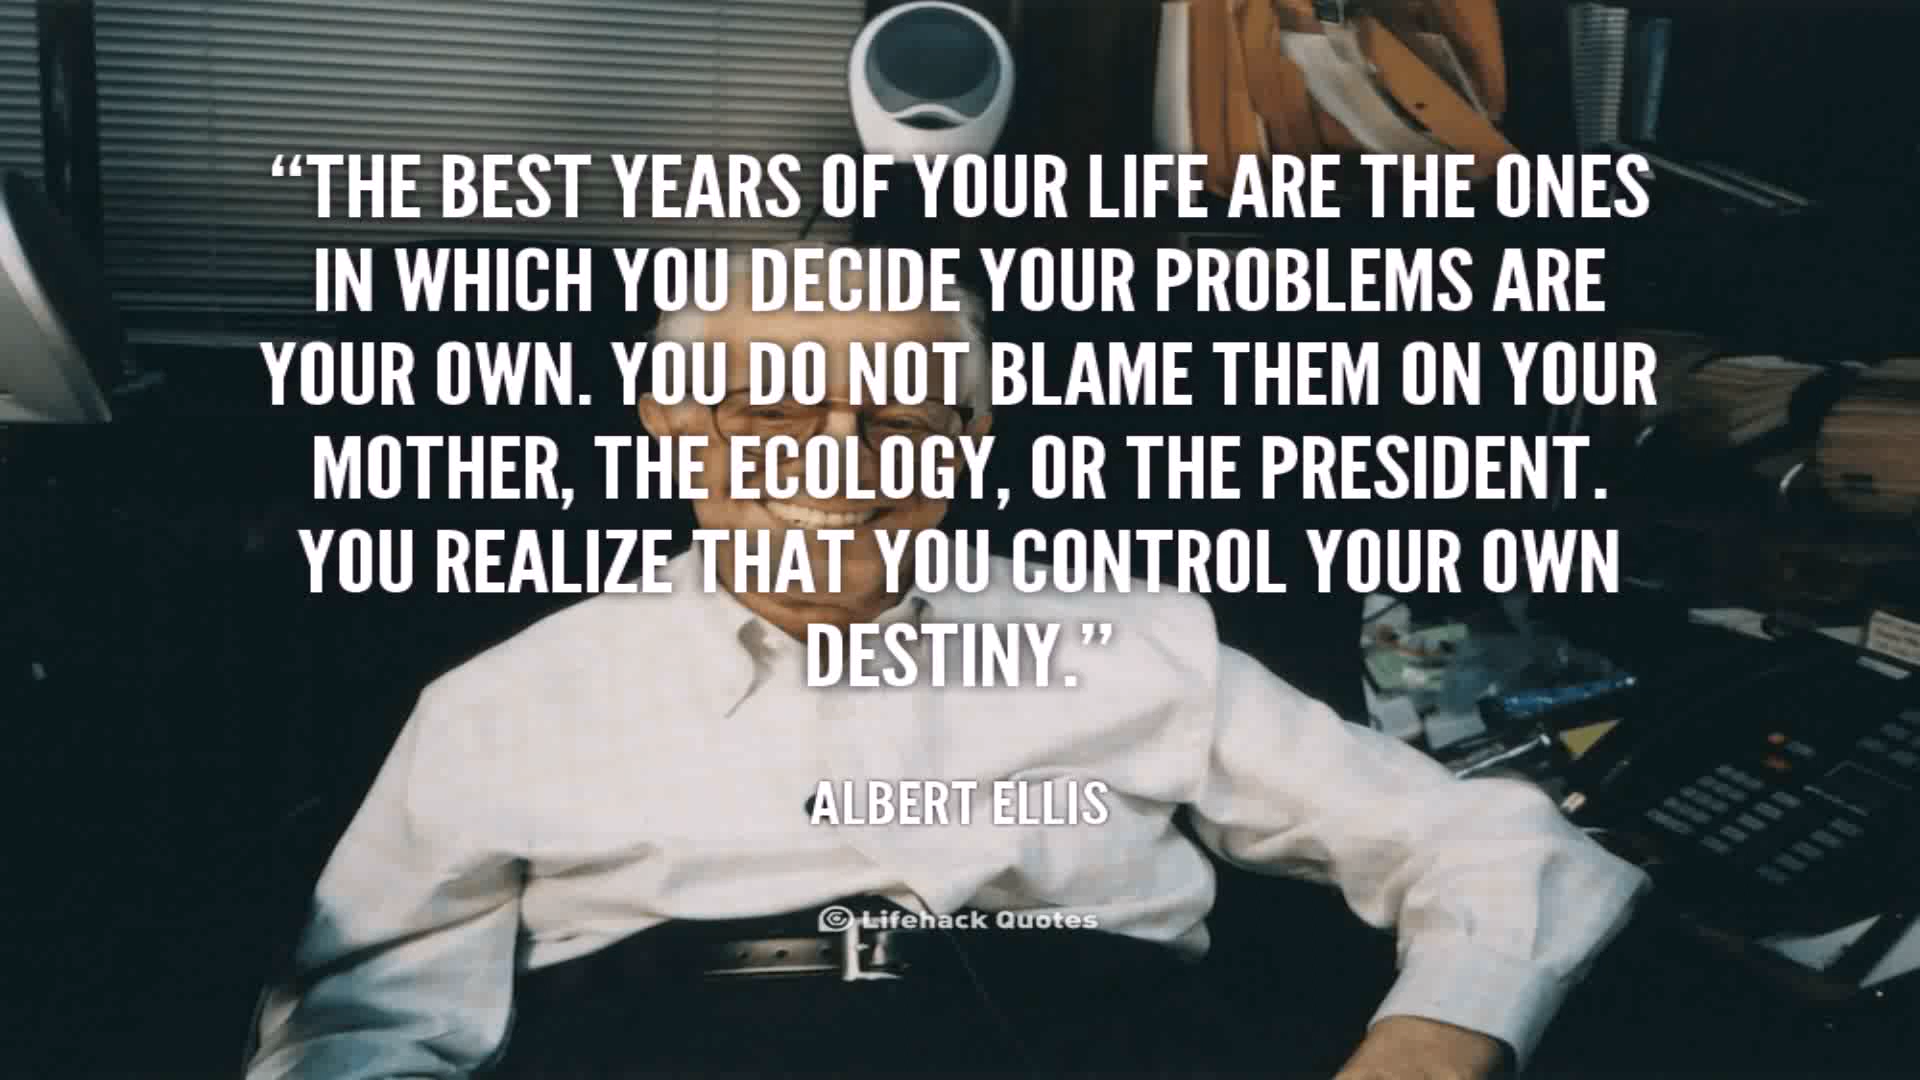 “THE BEST YEARS OF YOUR LIFE ARE THE ONES
IN WHICH YOU DECIDE YOUR PROBLEMS ARE
YOUR OWN. YOU DO NOT BLAME THEM ON YOUR
MOTHER, THE ECOLOGY, OR THE PRESIDENT.
YOU REALIZE THAT YOU CONTROL YOUR OWN
DESTINY.”
ALBERT ELLIS
Lifehack Quotes